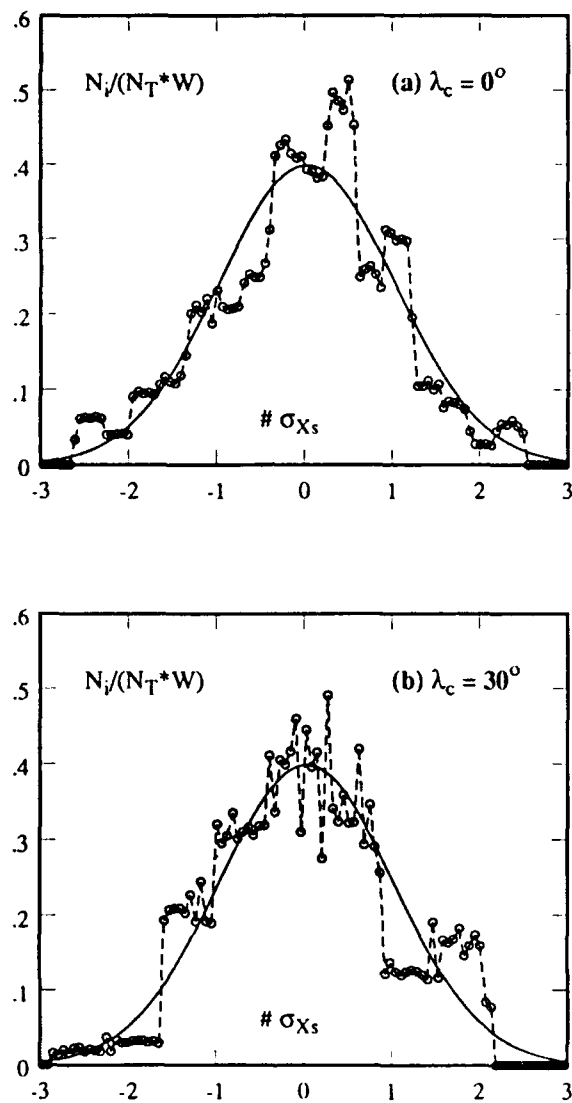 .6
N_i/(N_T*W)
(a) λ_c = 0°
.5
.4
.3
.2
.1
# σ_Xs
0
-3 -2 -1 0 1 2 3
.6
N_i/(N_T*W)
(b) λ_c = 30°
.5
.4
.3
.2
.1
# σ_Xs
0
-3 -2 -1 0 1 2 3